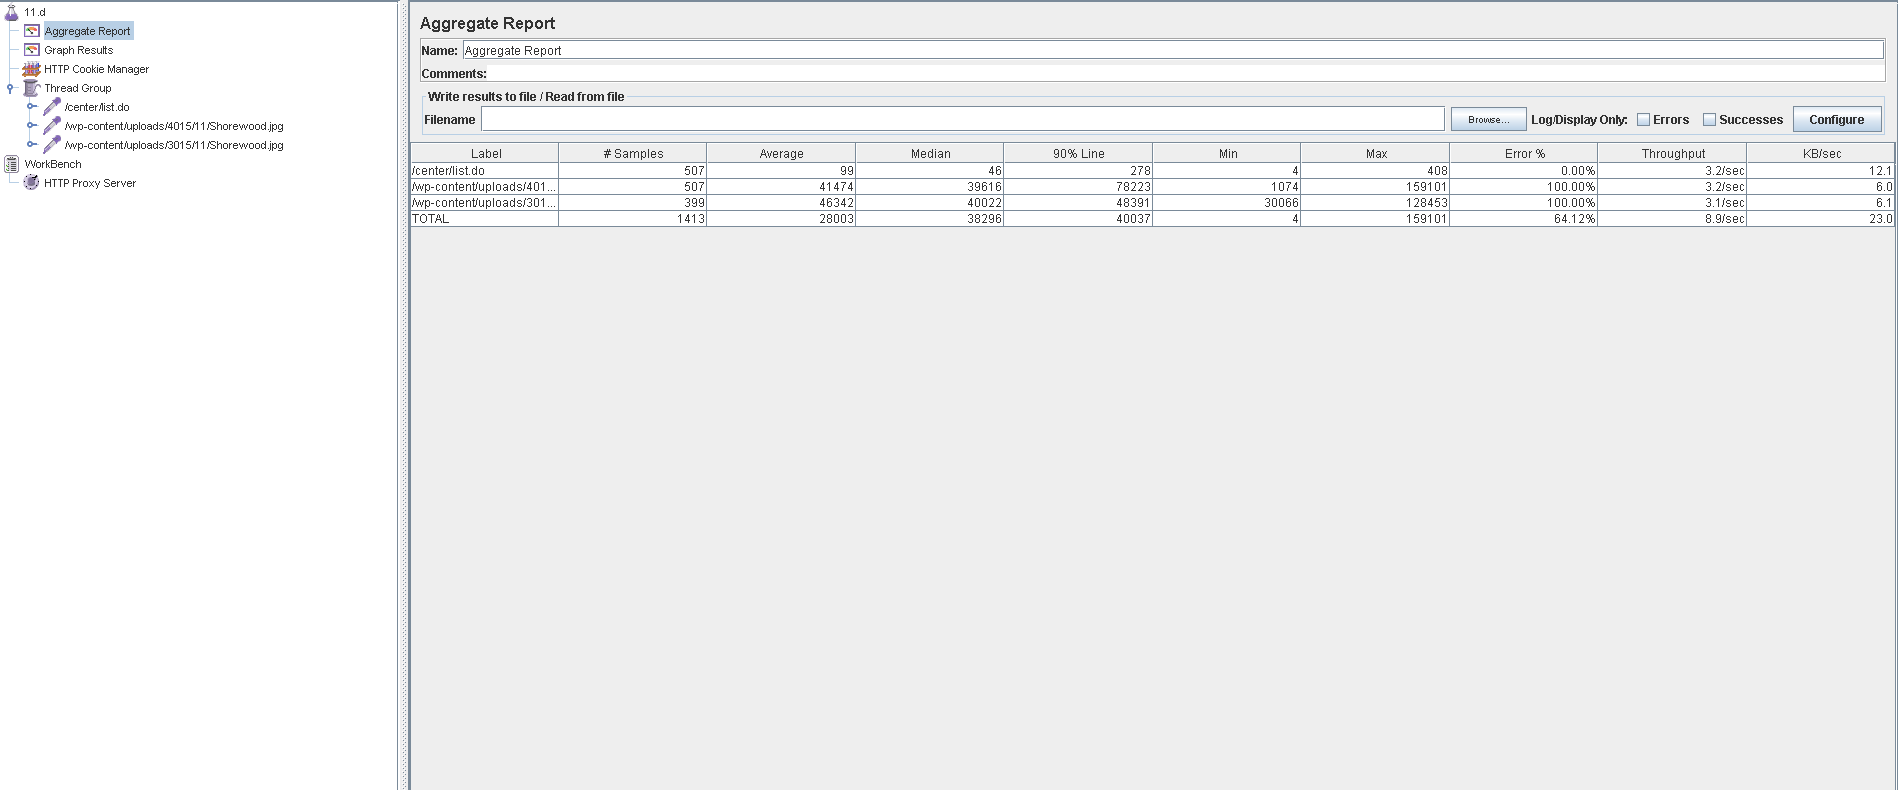 11.d
Aggregate Report
Graph Results
HTTP Cookie Manager
Thread Group
/center/list.do
/wp-content/uploads/4015/11/Shorewood.jpg
/wp-content/uploads/3015/11/Shorewood.jpg
WorkBench
HTTP Proxy Server
Aggregate Report
Name: Aggregate Report
Comments:
Write results to file / Read from file
Filename Browse... Log/Display Only: Errors Successes Configure
Label # Samples Average Median 90% Line Min Max Error % Throughput KB/sec
/center/list.do 507 99 46 278 4 408 0.00% 3.2/sec 12.1
/wp-content/uploads/401... 507 41474 39616 78223 1074 159101 100.00% 3.2/sec 6.0
/wp-content/uploads/301... 399 46342 40022 48391 30066 128453 100.00% 3.1/sec 6.1
TOTAL 1413 28003 38296 40037 4 159101 64.12% 8.9/sec 23.0